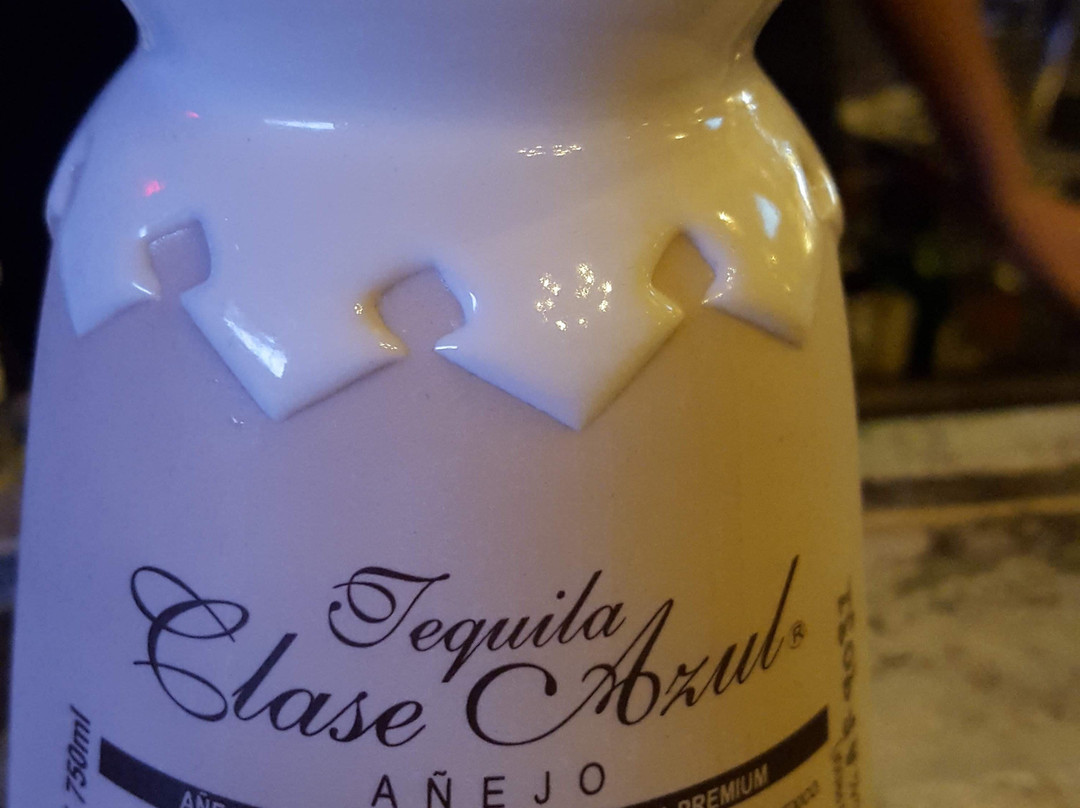 Tequila
Clase Azul®
AÑEJO
PREMIUM
750ml